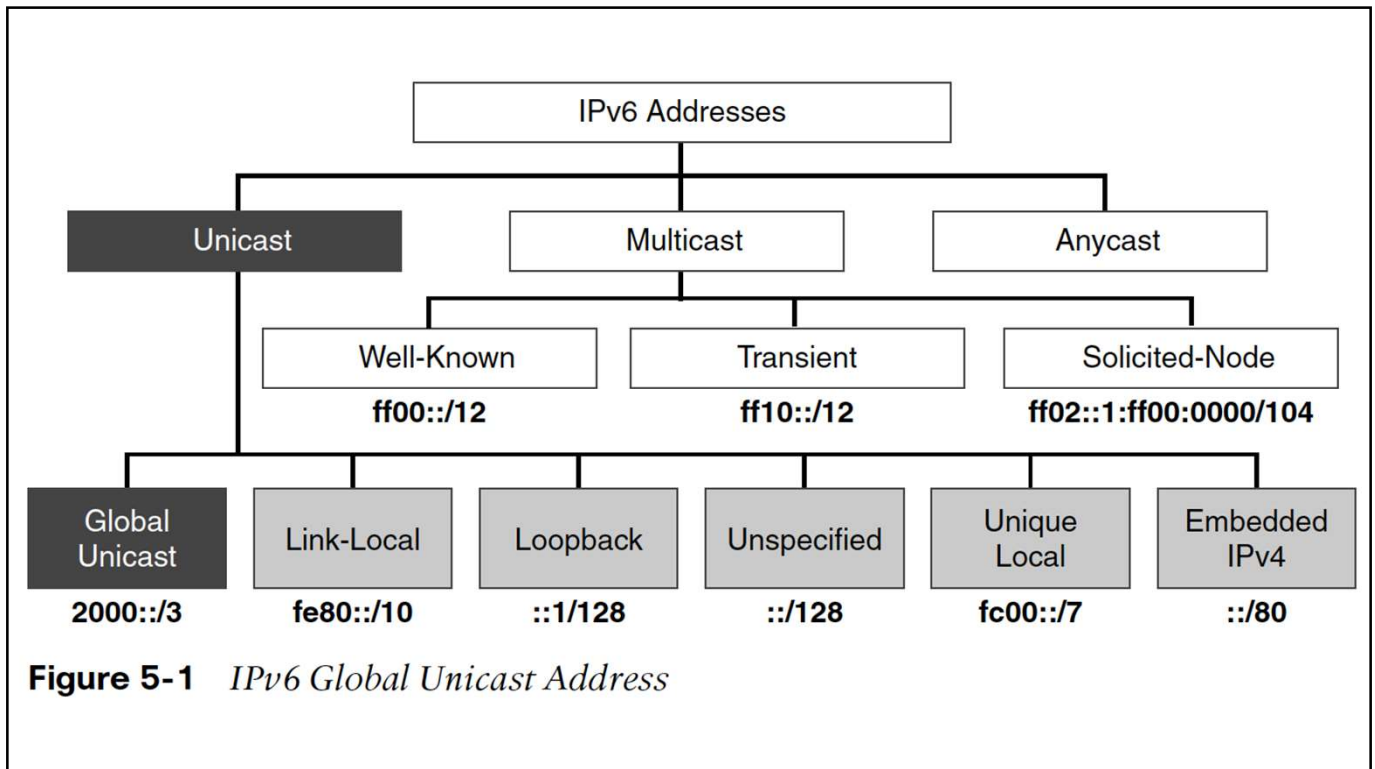 IPv6 Addresses
Unicast
Multicast
Anycast
Well-Known
Transient
Solicited-Node
ff00::/12
ff10::/12
ff02::1:ff00:0000/104
Global
Unicast
Link-Local
Loopback
Unspecified
Unique
Local
Embedded
IPv4
2000::/3
fe80::/10
::1/128
::/128
fc00::/7
::/80
Figure 5-1 IPv6 Global Unicast Address